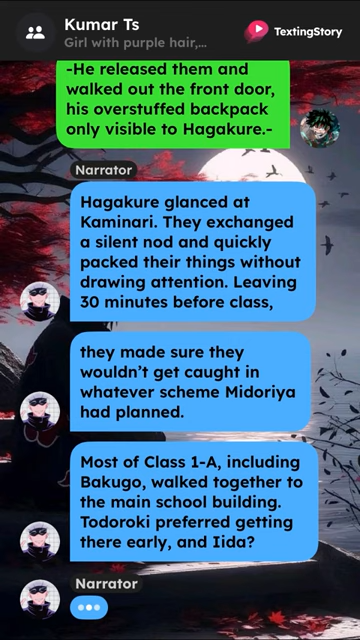 Kumar Ts
Girl with purple hair,...
TextingStory
-He released them and
walked out the front door,
his overstuffed backpack
only visible to Hagakure.-
Narrator
Hagakure glanced at
Kaminari. They exchanged
a silent nod and quickly
packed their things without
drawing attention. Leaving
30 minutes before class,
they made sure they
wouldn't get caught in
whatever scheme Midoriya
had planned.
Most of Class 1-A, including
Bakugo, walked together to
the main school building.
Todoroki preferred getting
there early, and Iida?
Narrator